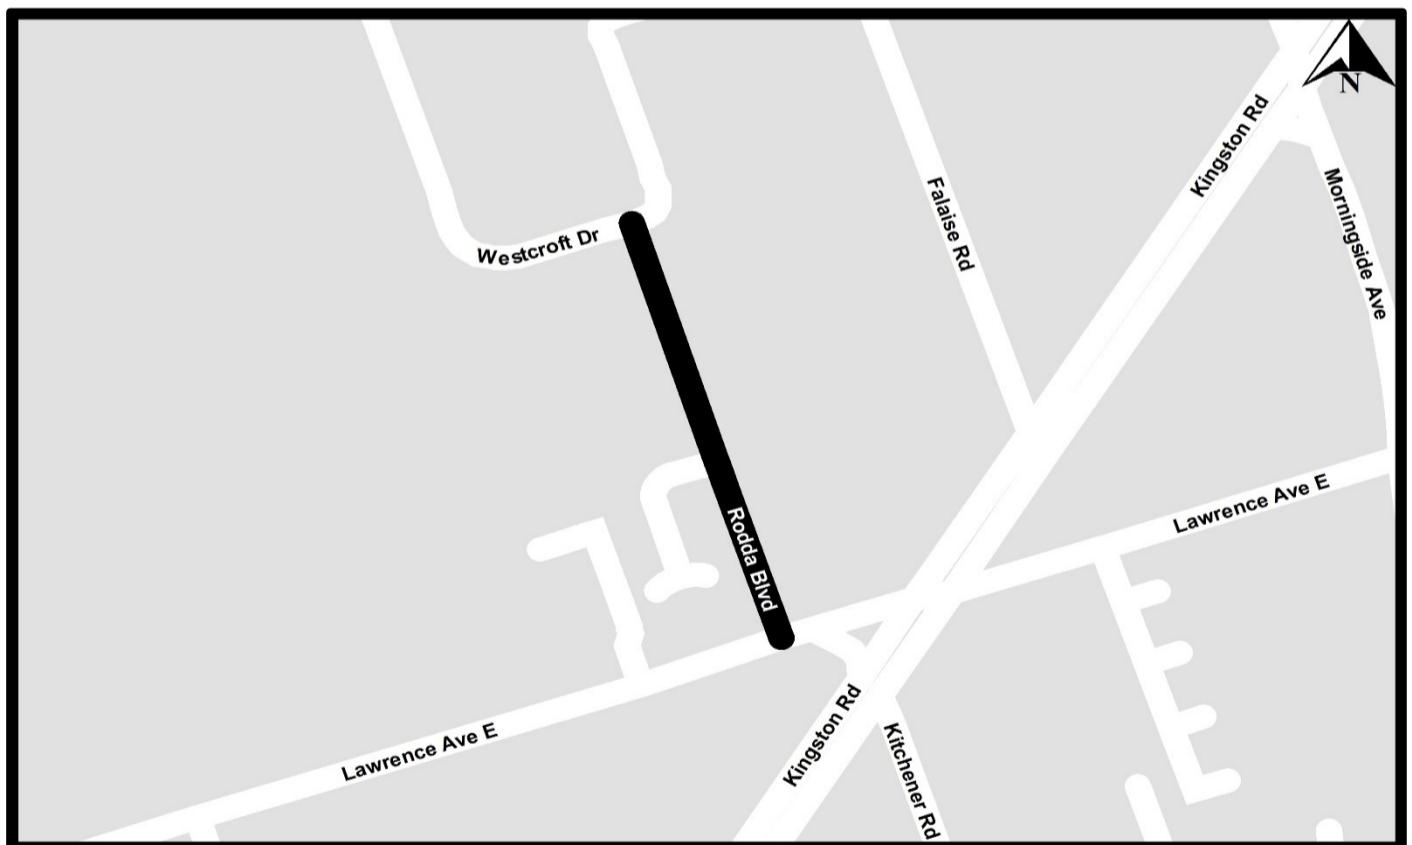 N
Kingston Rd
Morningside Ave
Falaise Rd
Westcroft Dr
Lawrence Ave E
Rodda Blvd
Kingston Rd
Lawrence Ave E
Kitchener Rd